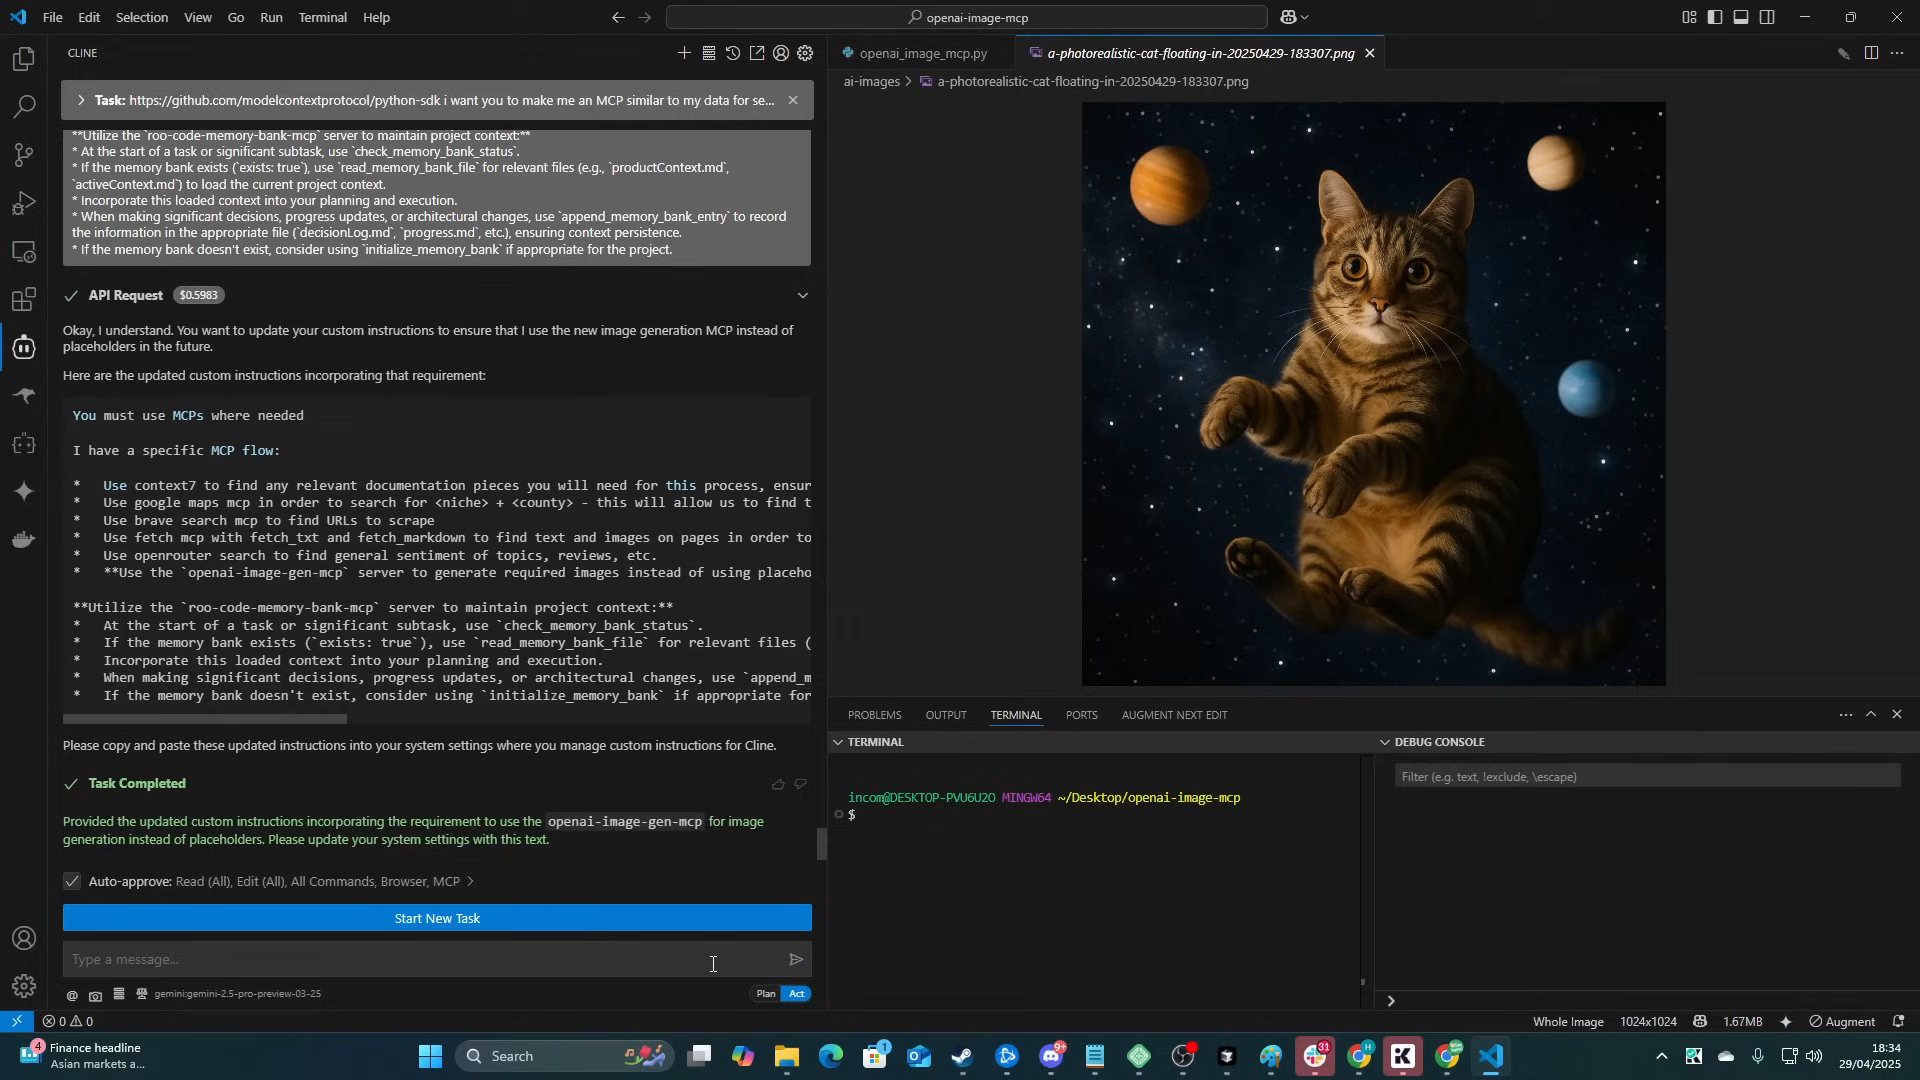 File Edit Selection View Go Run Terminal Help
openai-image-mcp
CLINE
Task: https://github.com/modelcontextprotocol/python-sdk i want you to make me an MCP similar to my data for se...
**Utilize the `roo-code-memory-bank-mcp` server to maintain project context:**
* At the start of a task or significant subtask, use `check_memory_bank_status`.
* If the memory bank exists (`exists: true`), use `read_memory_bank_file` for relevant files (e.g., `productContext.md`,
`activeContext.md`) to load the current project context.
* Incorporate this loaded context into your planning and execution.
* When making significant decisions, progress updates, or architectural changes, use `append_memory_bank_entry` to record
the information in the appropriate file (`decisionLog.md`, `progress.md`, etc.), ensuring context persistence.
* If the memory bank doesn't exist, consider using `initialize_memory_bank` if appropriate for the project.
API Request $0.5983
Okay, I understand. You want to update your custom instructions to ensure that I use the new image generation MCP instead of
placeholders in the future.
Here are the updated custom instructions incorporating that requirement:
You must use MCPs where needed
I have a specific MCP flow:
* Use context7 to find any relevant documentation pieces you will need for this process, ensur
* Use google maps mcp in order to search for <niche> + <county> - this will allow us to find t
* Use brave search mcp to find URLs to scrape
* Use fetch mcp with fetch_txt and fetch_markdown to find text and images on pages in order to
* Use openrouter search to find general sentiment of topics, reviews, etc.
* **Use the `openai-image-gen-mcp` server to generate required images instead of using placeho
**Utilize the `roo-code-memory-bank-mcp` server to maintain project context:**
* At the start of a task or significant subtask, use `check_memory_bank_status`.
* If the memory bank exists (`exists: true`), use `read_memory_bank_file` for relevant files (
* Incorporate this loaded context into your planning and execution.
* When making significant decisions, progress updates, or architectural changes, use `append_m
* If the memory bank doesn't exist, consider using `initialize_memory_bank` if appropriate for
Please copy and paste these updated instructions into your system settings where you manage custom instructions for Cline.
Task Completed
Provided the updated custom instructions incorporating the requirement to use the openai-image-gen-mcp for image
generation instead of placeholders. Please update your system settings with this text.
Auto-approve: Read (All), Edit (All), All Commands, Browser, MCP >
Start New Task
Type a message...
@ gemini:gemini-2.5-pro-preview-03-25 Plan Act
openai_image_mcp.py a-photorealistic-cat-floating-in-20250429-183307.png
ai-images > a-photorealistic-cat-floating-in-20250429-183307.png
PROBLEMS OUTPUT TERMINAL PORTS AUGMENT NEXT EDIT
TERMINAL
incom@DESKTOP-PVU6U2O MINGW64 ~/Desktop/openai-image-mcp
$
DEBUG CONSOLE
Filter (e.g. text, !exclude, \escape)
0 0 Whole Image 1024x1024 1.67MB Augment
4 Finance headline
Asian markets a...
Search
1
9+
31
18:34
29/04/2025